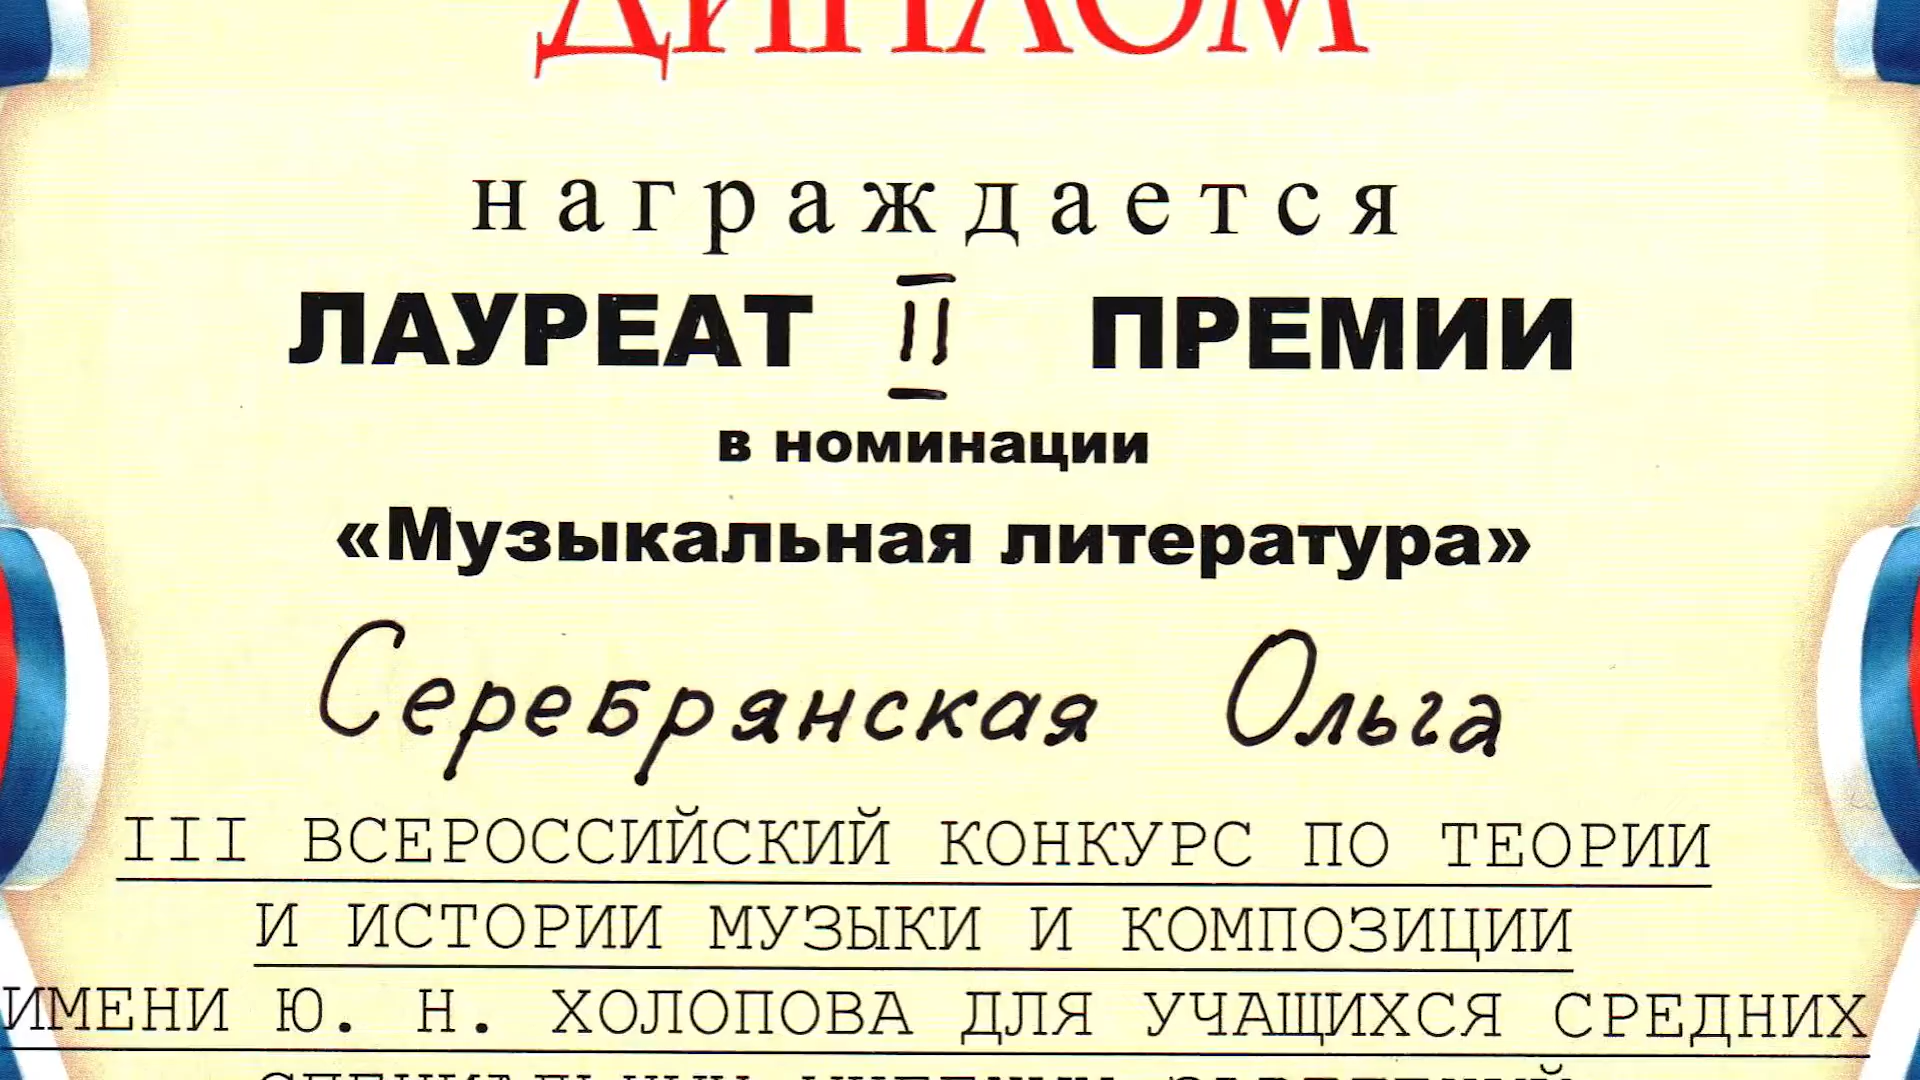 ДИПЛОМ
награждается
ЛАУРЕАТ II ПРЕМИИ
в номинации
«Музыкальная литература»
Серебрянская Ольга
III ВСЕРОССИЙСКИЙ КОНКУРС ПО ТЕОРИИ
И ИСТОРИИ МУЗЫКИ И КОМПОЗИЦИИ
ИМЕНИ Ю. Н. ХОЛОПОВА ДЛЯ УЧАЩИХСЯ СРЕДНИХ